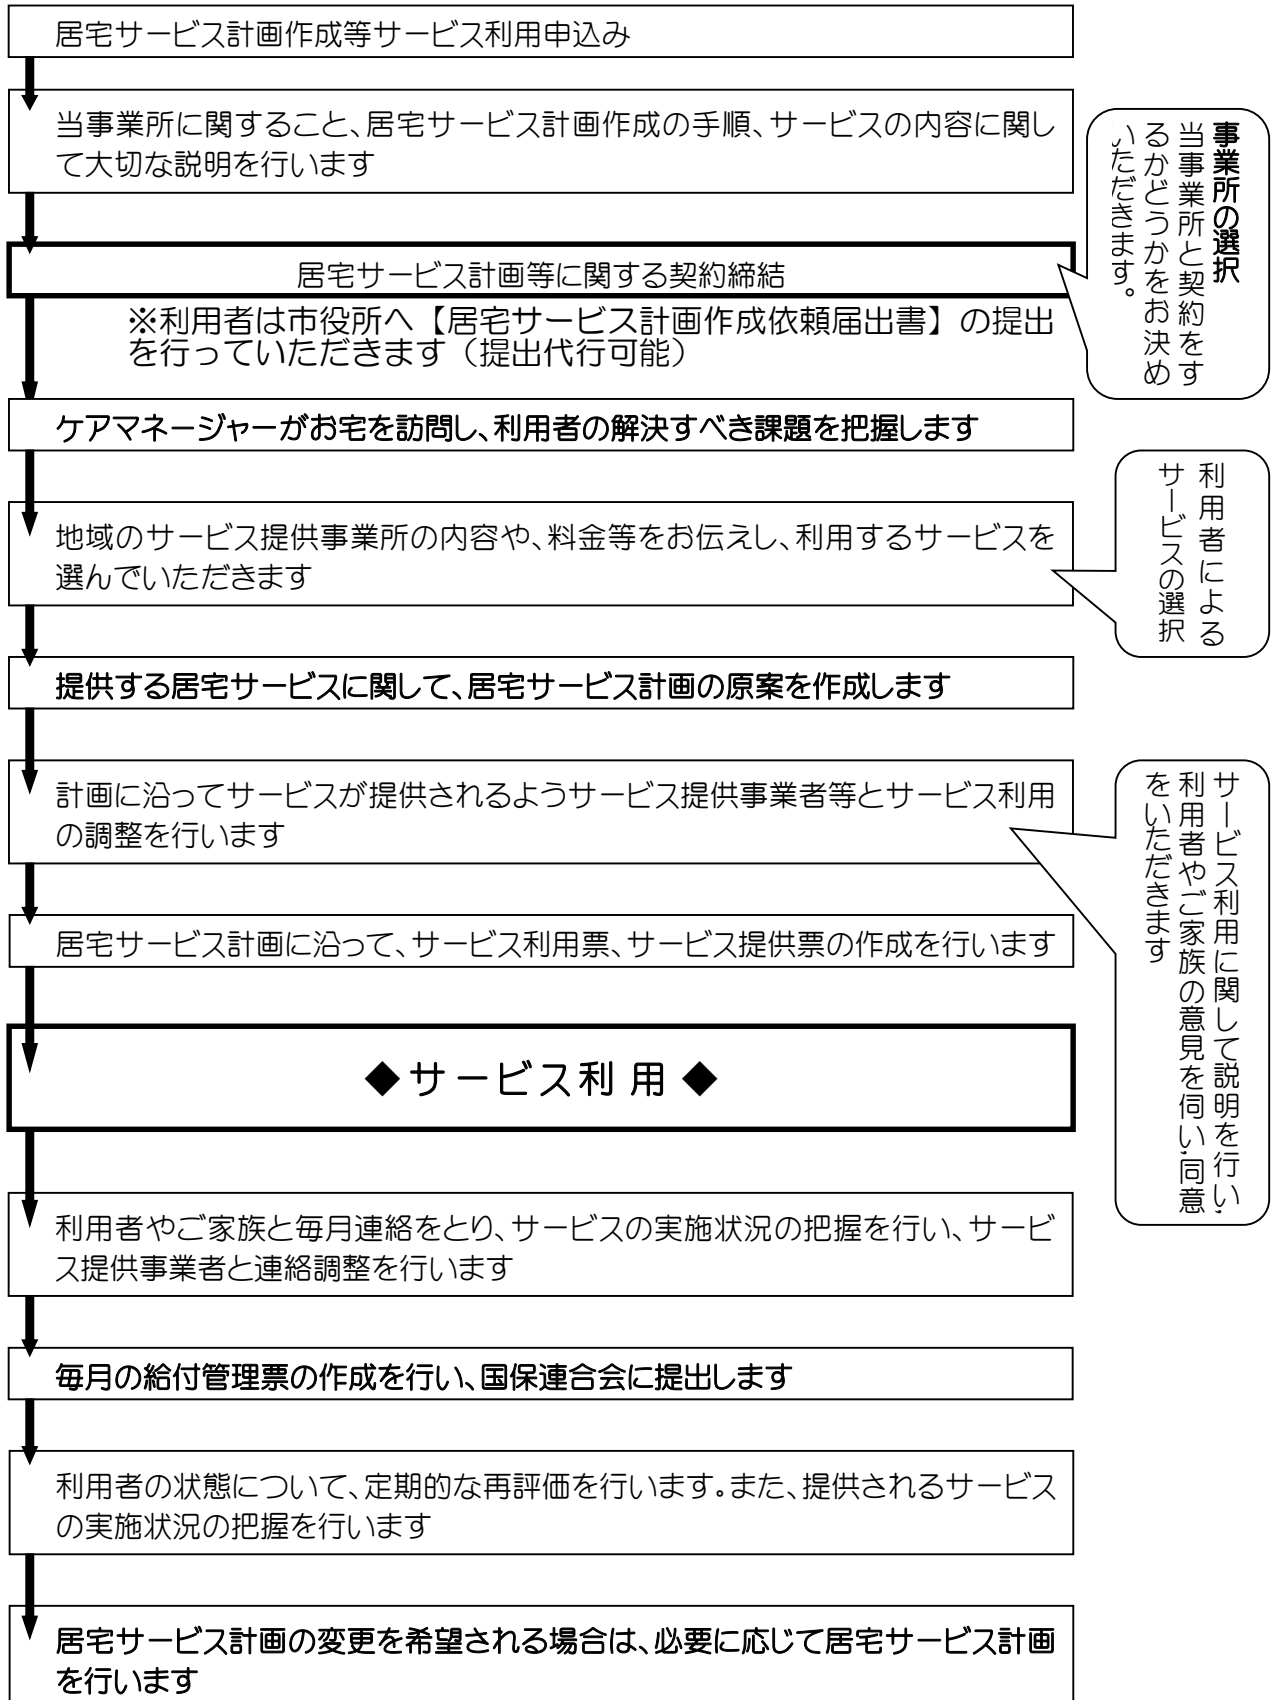 居宅サービス計画作成等サービス利用申込み
当事業所に関すること、居宅サービス計画作成の手順、サービスの内容に関し
て大切な説明を行います
事業所の選択
当事業所と契約をす
るかどうかをお決め
いただきます。
居宅サービス計画等に関する契約締結
※利用者は市役所へ【居宅サービス計画作成依頼届出書】の提出
を行っていただきます（提出代行可能）
ケアマネージャーがお宅を訪問し、利用者の解決すべき課題を把握します
地域のサービス提供事業所の内容や、料金等をお伝えし、利用するサービスを
選んでいただきます
利用者による
サービスの選択
提供する居宅サービスに関して、居宅サービス計画の原案を作成します
計画に沿ってサービスが提供されるようサービス提供事業者等とサービス利用
の調整を行います
サービス利用に関して説明を行い、
利用者やご家族の意見を伺い、同意
をいただきます
居宅サービス計画に沿って、サービス利用票、サービス提供票の作成を行います
◆サービス利用◆
利用者やご家族と毎月連絡をとり、サービスの実施状況の把握を行い、サービ
ス提供事業者と連絡調整を行います
毎月の給付管理票の作成を行い、国保連合会に提出します
利用者の状態について、定期的な再評価を行います。また、提供されるサービス
の実施状況の把握を行います
居宅サービス計画の変更を希望される場合は、必要に応じて居宅サービス計画
を行います